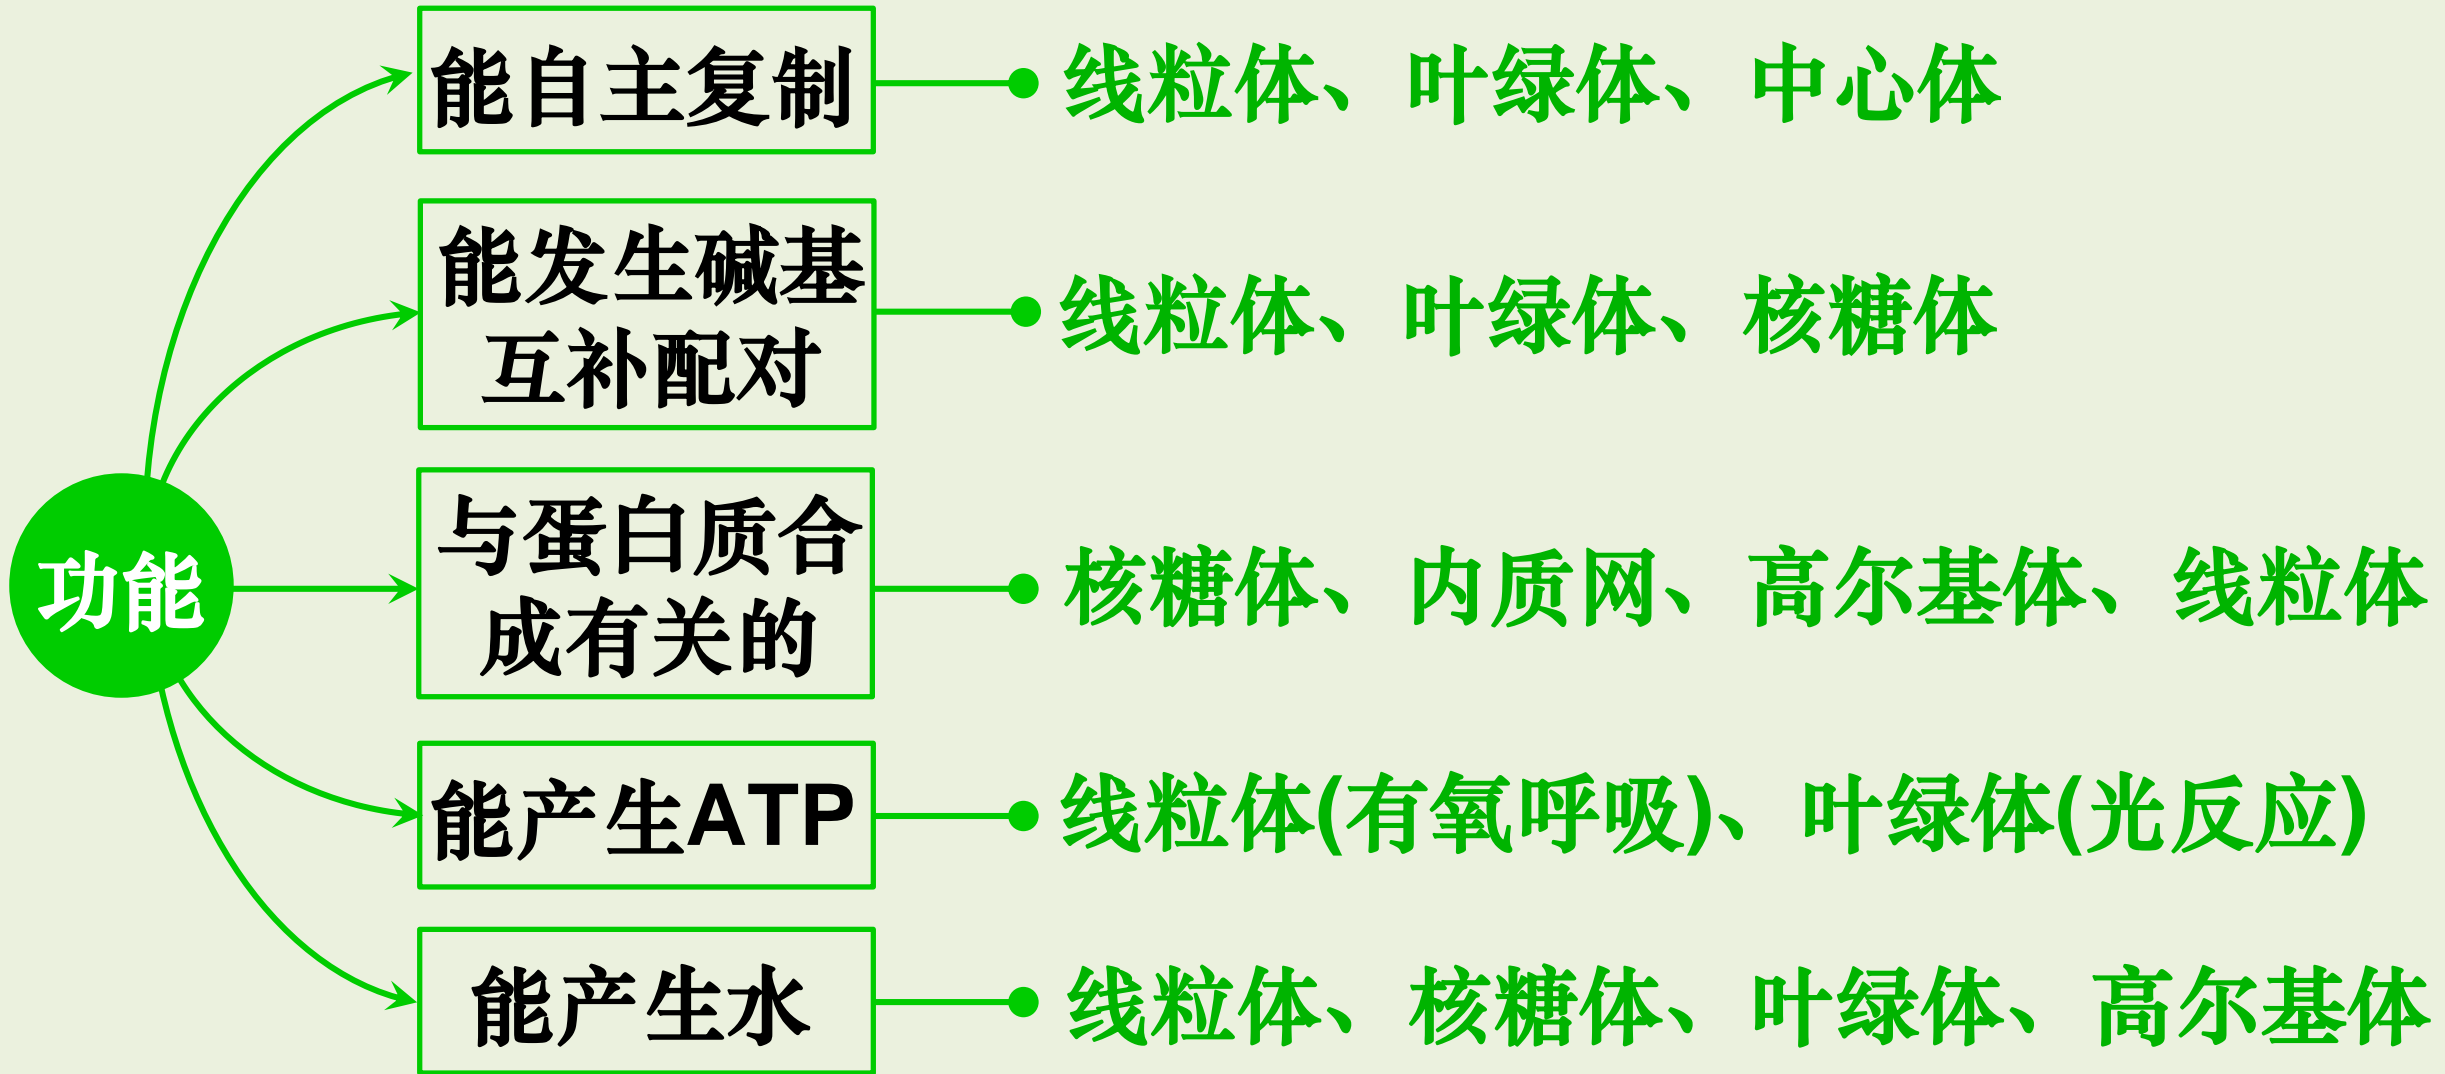 能自主复制
线粒体、叶绿体、中心体
能发生碱基
互补配对
线粒体、叶绿体、核糖体
功能
与蛋白质合
成有关的
核糖体、内质网、高尔基体、线粒体
能产生ATP
线粒体(有氧呼吸)、叶绿体(光反应)
能产生水
线粒体、核糖体、叶绿体、高尔基体